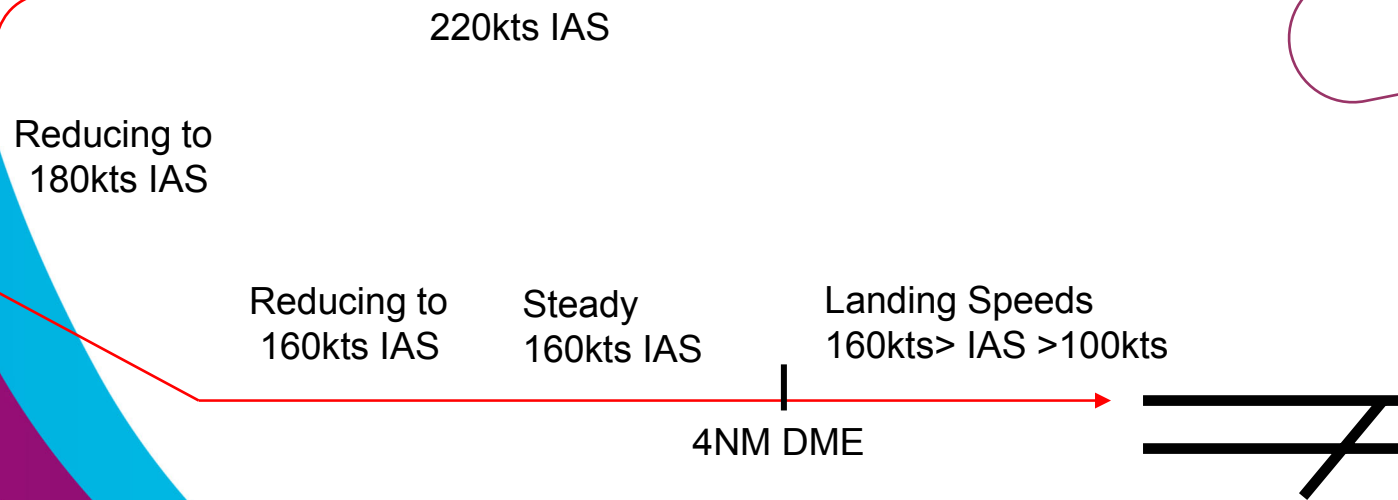 220kts IAS
Reducing to
180kts IAS
Reducing to
160kts IAS
Steady
160kts IAS
Landing Speeds
160kts> IAS >100kts
4NM DME